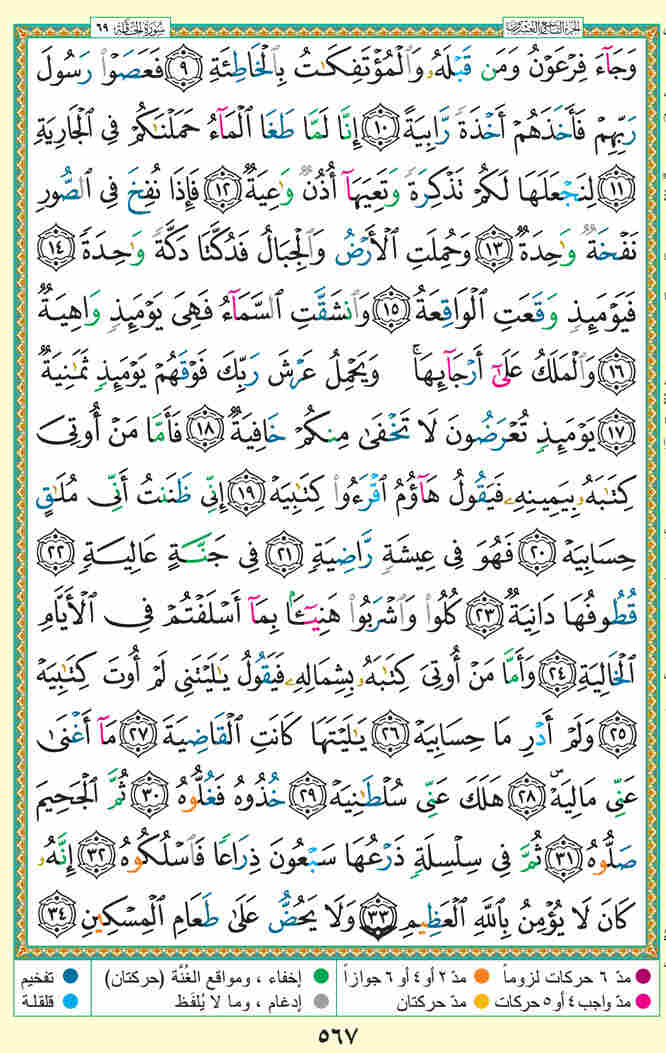 سُورَةُ الحَاقَّةِ ٦٩
الجزء التاسع والعشرون
وَجَآءَ فِرْعَوْنُ وَمَن قَبْلَهُۥ وَٱلْمُؤْتَفِكَـٰتُ بِٱلْخَاطِئَةِ ٩ فَعَصَوْا۟ رَسُولَ
رَبِّهِمْ فَأَخَذَهُمْ أَخْذَةً رَّابِيَةً ١٠ إِنَّا لَمَّا طَغَا ٱلْمَآءُ حَمَلْنَـٰكُمْ فِى ٱلْجَارِيَةِ
١١ لِنَجْعَلَهَا لَكُمْ تَذْكِرَةً وَتَعِيَهَآ أُذُنٌ وَٰعِيَةٌ ١٢ فَإِذَا نُفِخَ فِى ٱلصُّورِ
نَفْخَةٌ وَٰحِدَةٌ ١٣ وَحُمِلَتِ ٱلْأَرْضُ وَٱلْجِبَالُ فَدُكَّتَا دَكَّةً وَٰحِدَةً ١٤
فَيَوْمَئِذٍ وَقَعَتِ ٱلْوَاقِعَةُ ١٥ وَٱنشَقَّتِ ٱلسَّمَآءُ فَهِىَ يَوْمَئِذٍ وَاهِيَةٌ
١٦ وَٱلْمَلَكُ عَلَىٰٓ أَرْجَآئِهَا ۚ وَيَحْمِلُ عَرْشَ رَبِّكَ فَوْقَهُمْ يَوْمَئِذٍ ثَمَـٰنِيَةٌ
١٧ يَوْمَئِذٍ تُعْرَضُونَ لَا تَخْفَىٰ مِنكُمْ خَافِيَةٌ ١٨ فَأَمَّا مَنْ أُوتِىَ
كِتَـٰبَهُۥ بِيَمِينِهِۦ فَيَقُولُ هَآؤُمُ ٱقْرَءُوا۟ كِتَـٰبِيَهْ ١٩ إِنِّى ظَنَنتُ أَنِّى مُلَـٰقٍ
حِسَابِيَهْ ٢٠ فَهُوَ فِى عِيشَةٍ رَّاضِيَةٍ ٢١ فِى جَنَّةٍ عَالِيَةٍ ٢٢
قُطُوفُهَا دَانِيَةٌ ٢٣ كُلُوا۟ وَٱشْرَبُوا۟ هَنِيٓـًٔۢا بِمَآ أَسْلَفْتُمْ فِى ٱلْأَيَّامِ
ٱلْخَالِيَةِ ٢٤ وَأَمَّا مَنْ أُوتِىَ كِتَـٰبَهُۥ بِشِمَالِهِۦ فَيَقُولُ يَـٰلَيْتَنِى لَمْ أُوتَ كِتَـٰبِيَهْ
٢٥ وَلَمْ أَدْرِ مَا حِسَابِيَهْ ٢٦ يَـٰلَيْتَهَا كَانَتِ ٱلْقَاضِيَةَ ٢٧ مَآ أَغْنَىٰ
عَنِّى مَالِيَهْ ۜ ٢٨ هَلَكَ عَنِّى سُلْطَـٰنِيَهْ ٢٩ خُذُوهُ فَغُلُّوهُ ٣٠ ثُمَّ ٱلْجَحِيمَ
صَلُّوهُ ٣١ ثُمَّ فِى سِلْسِلَةٍ ذَرْعُهَا سَبْعُونَ ذِرَاعًا فَٱسْلُكُوهُ ٣٢ إِنَّهُۥ
كَانَ لَا يُؤْمِنُ بِٱللَّهِ ٱلْعَظِيمِ ٣٣ وَلَا يَحُضُّ عَلَىٰ طَعَامِ ٱلْمِسْكِينِ ٣٤
مدّ ٦ حركات لزوماً مدّ ٢ أو ٤ أو ٦ جوازاً إخفاء ، ومواقع الغُنَّة (حركتان) تفخيم
مدّ واجب ٤ أو ٥ حركات مدّ حركتان إدغام ، وما لا يُلفَظ قلقلة
٥٦٧